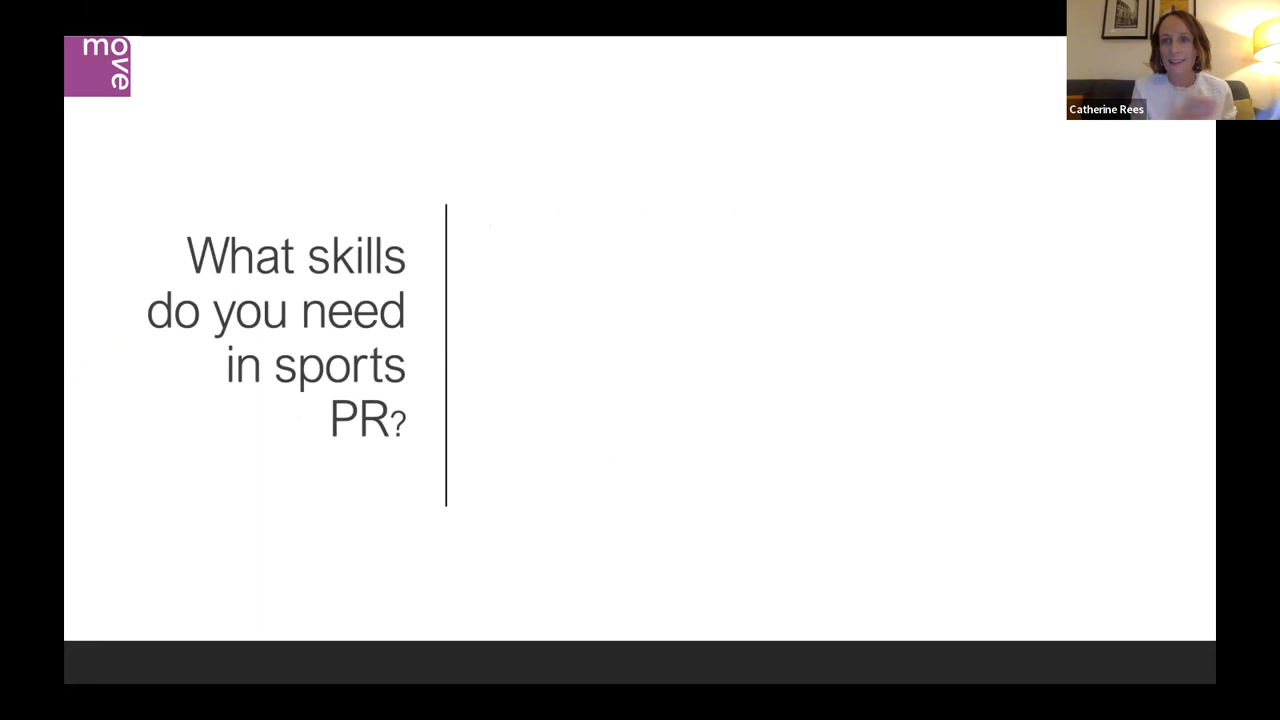 move
Catherine Rees
What skills
do you need
in sports
PR?